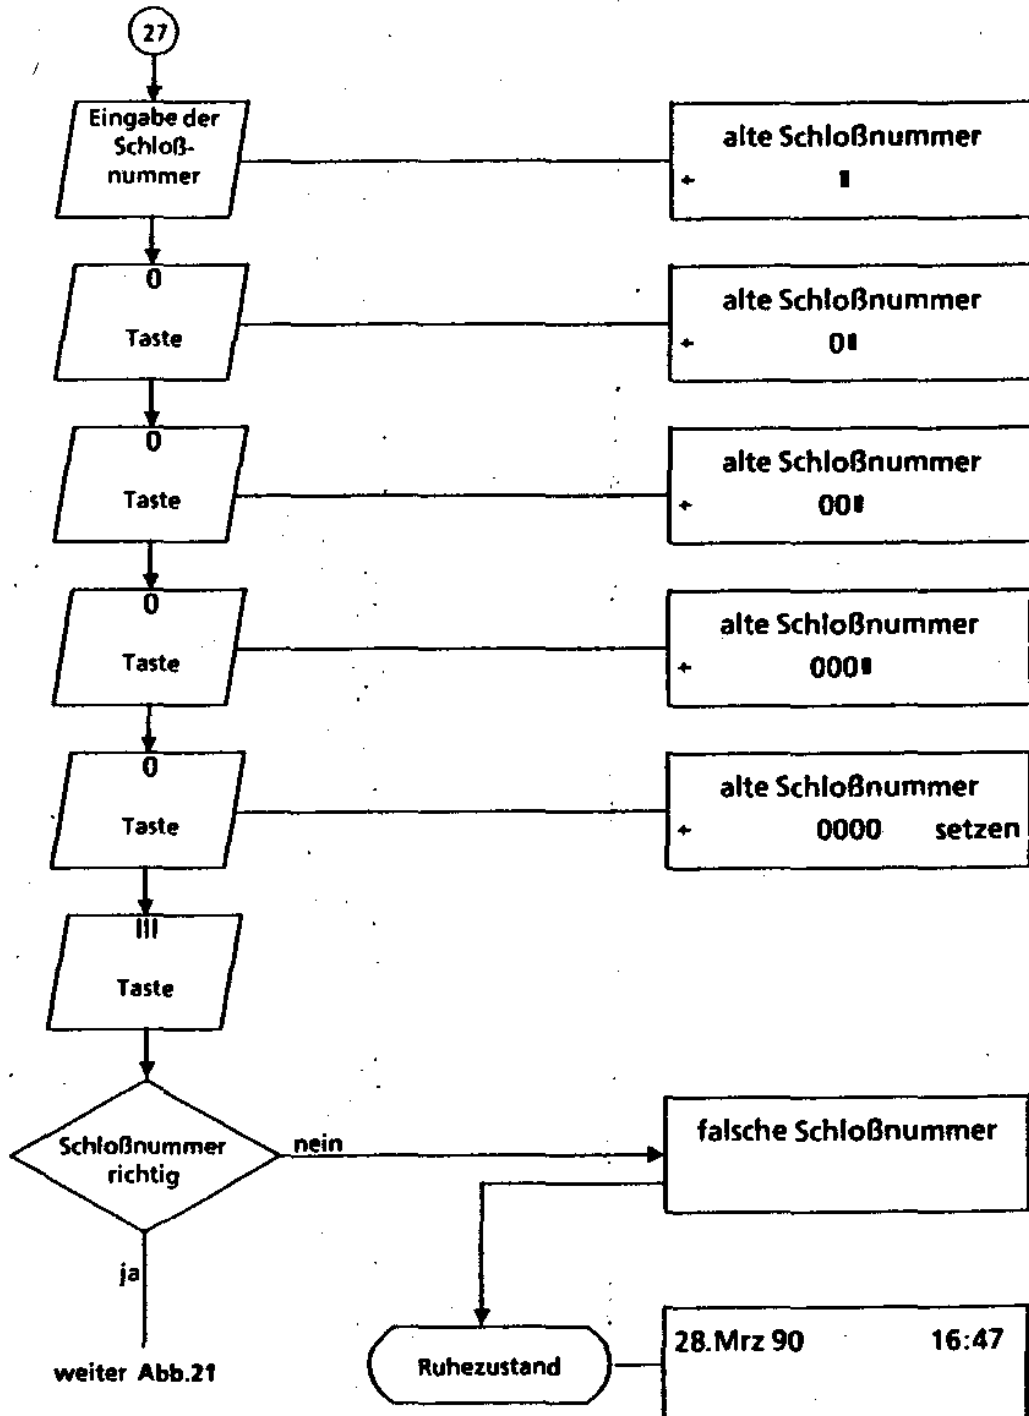 27
Eingabe der
Schloß-
nummer
alte Schloßnummer
+
0
Taste
alte Schloßnummer
+ 0
0
Taste
alte Schloßnummer
+ 00
0
Taste
alte Schloßnummer
+ 000
0
Taste
alte Schloßnummer
+ 0000 setzen
III
Taste
Schloßnummer
richtig
nein
falsche Schloßnummer
ja
weiter Abb.21
Ruhezustand
28.Mrz 90 16:47